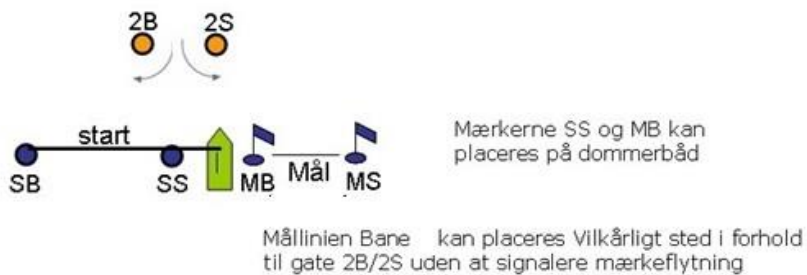 2B 2S
start
SB SS MB Mål MS
Mærkerne SS og MB kan
placeres på dommerbåd
Mållinien Bane kan placeres Vilkårligt sted i forhold
til gate 2B/2S uden at signalere mærkeflytning